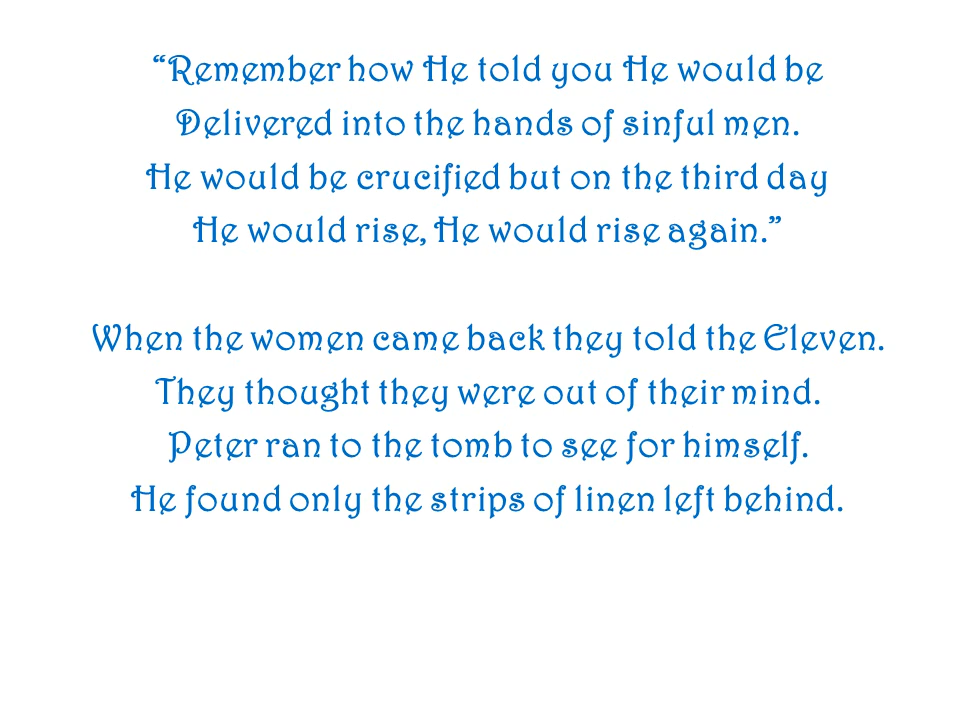 “Remember how He told you He would be
Delivered into the hands of sinful men.
He would be crucified but on the third day
He would rise, He would rise again.”
When the women came back they told the Eleven.
They thought they were out of their mind.
Peter ran to the tomb to see for himself.
He found only the strips of linen left behind.